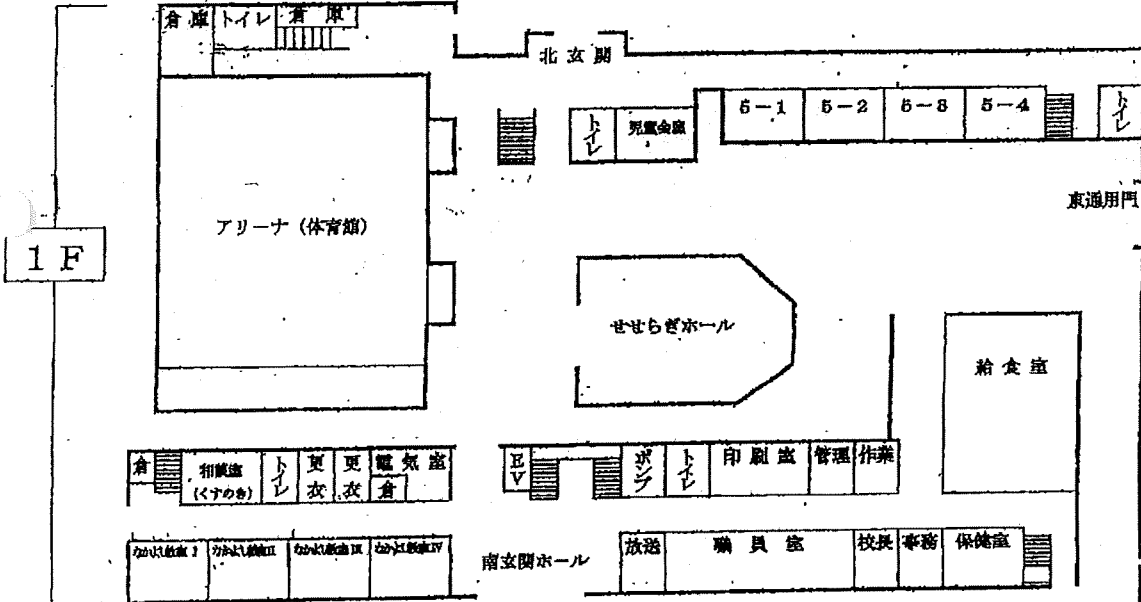 倉庫
トイレ
倉庫
北玄関
5-1
5-2
5-3
5-4
トイレ
トイレ
児童会室
東通用門
アリーナ(体育館)
1F
せせらぎホール
給食室
倉
和談室
(くすのき)
トイレ
更衣
更衣
電気室
倉
EV
ポンプ
トイレ
印刷室
管理
作業
なかよし教室I
なかよし教室II
なかよし教室III
なかよし教室IV
南玄関ホール
放送
職員室
校長
事務
保健室